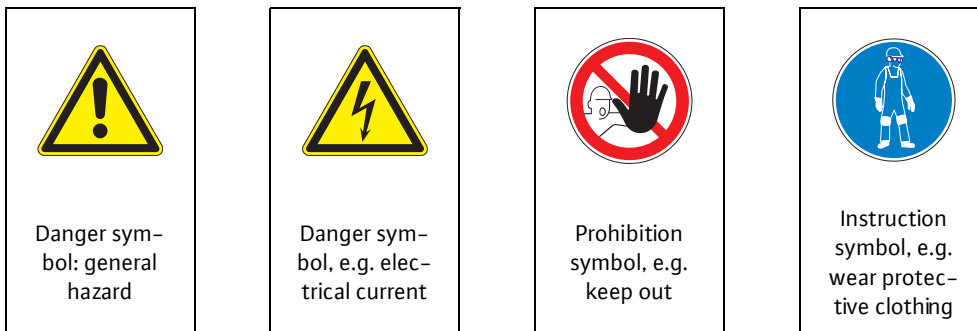 Danger sym-
bol: general
hazard
Danger sym-
bol, e.g. elec-
trical current
Prohibition
symbol, e.g.
keep out
Instruction
symbol, e.g.
wear protec-
tive clothing